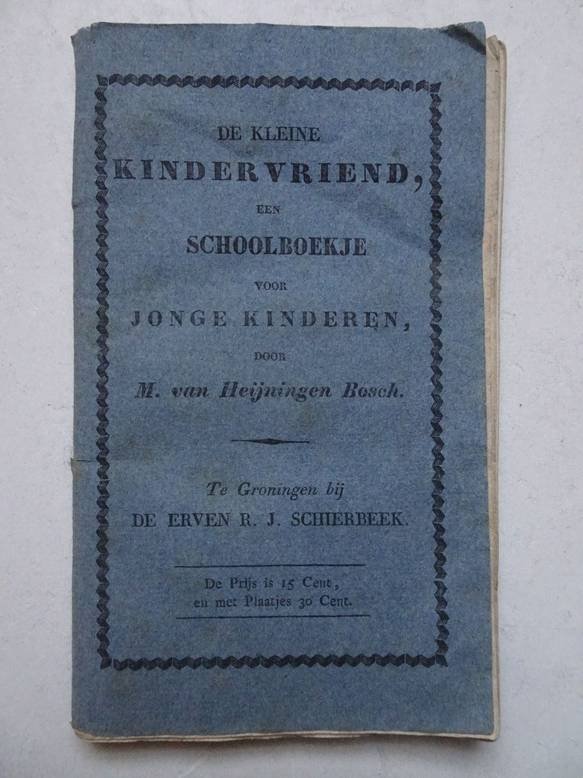 DE KLEINE
KINDERVRIEND,
EEN
SCHOOLBOEKJE
VOOR
JONGE KINDEREN,
DOOR
M. van Heijningen Bosch.
Te Groningen bij
DE ERVEN R. J. SCHIERBEEK.
De Prijs is 15 Cent,
en met Plaatjes 30 Cent.